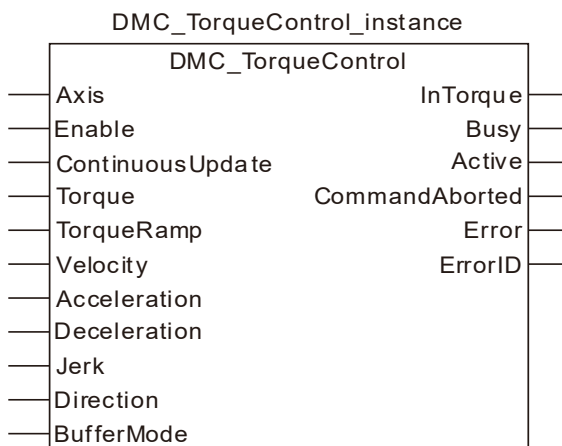 DMC_TorqueControl_instance
DMC_TorqueControl
Axis InTorque
Enable Busy
ContinuousUpdate Active
Torque CommandAborted
TorqueRamp Error
Velocity ErrorID
Acceleration
Deceleration
Jerk
Direction
BufferMode